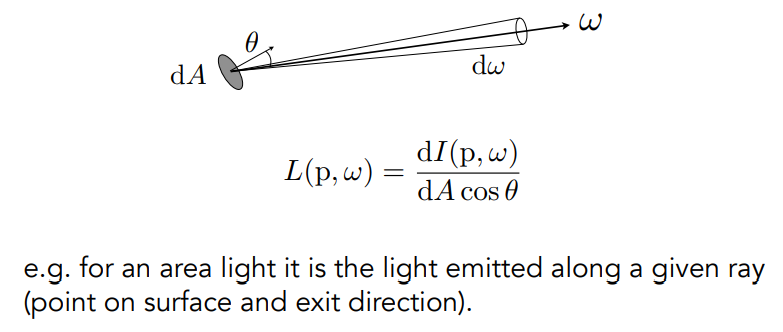 θ
ω
dA
dω
L(p, ω) = dI(p, ω) / dA cos θ
e.g. for an area light it is the light emitted along a given ray
(point on surface and exit direction).